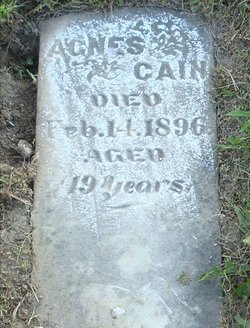 AGNES
CAIN
DIED
Feb. 14. 1896.
AGED
19 Years